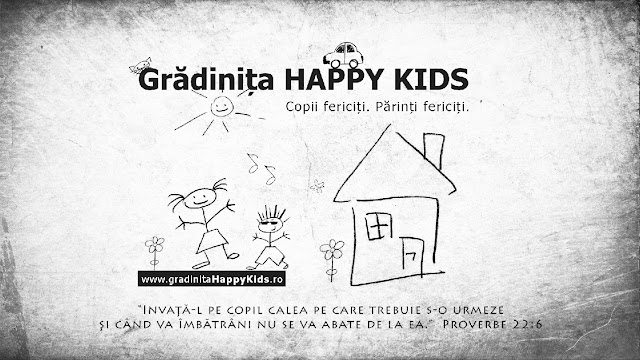 Grădinița HAPPY KIDS
Copii fericiți. Părinți fericiți.
www.gradinitaHappyKids.ro
"Invață-l pe copil calea pe care trebuie s-o urmeze
și când va îmbătrâni nu se va abate de la ea." Proverbe 22:6